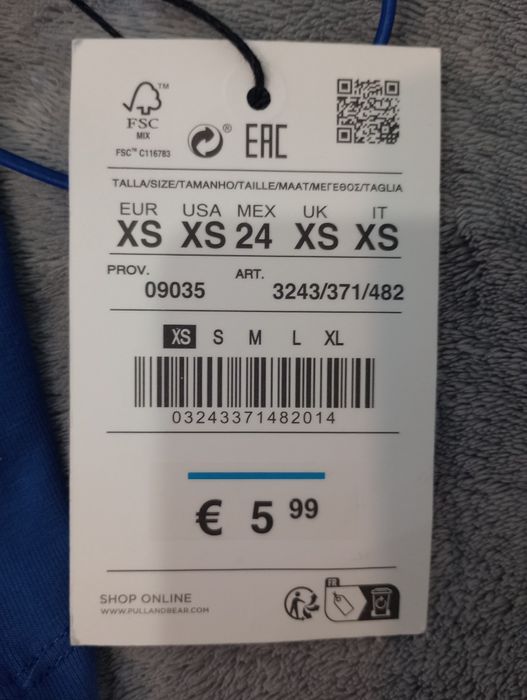 FSC™
MIX
FSC™ C116783
® EAC
TALLA/SIZE/TAMANHO/TAILLE/MAAT/ΜΕΓΕΘΟΣ/TAGLIA
EUR USA MEX UK IT
XS XS 24 XS XS
PROV. ART.
09035 3243/371/482
XS S M L XL
03243371482014
€ 5 99
SHOP ONLINE
WWW.PULLANDBEAR.COM
FR